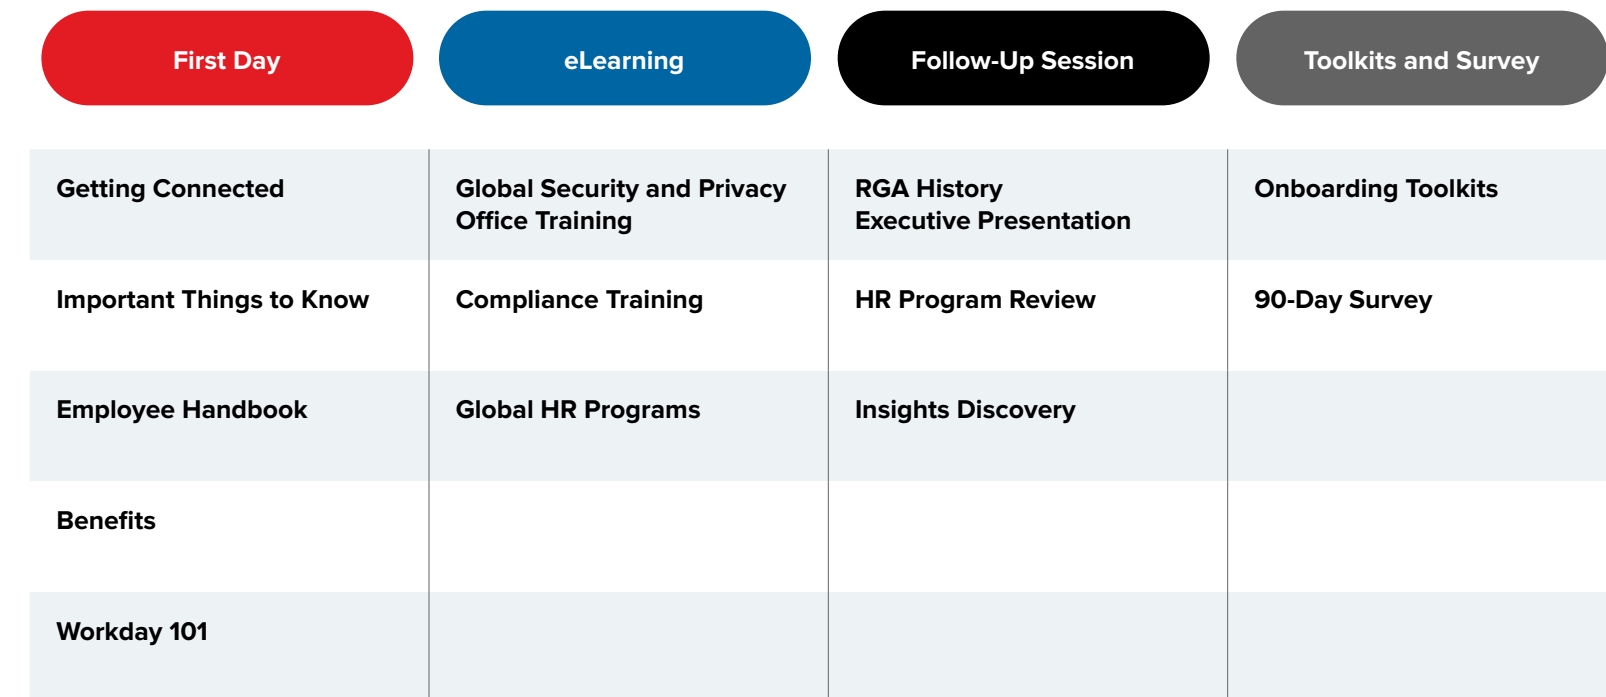 First Day
eLearning
Follow-Up Session
Toolkits and Survey
Getting Connected
Global Security and Privacy
Office Training
RGA History
Executive Presentation
Onboarding Toolkits
Important Things to Know
Compliance Training
HR Program Review
90-Day Survey
Employee Handbook
Global HR Programs
Insights Discovery
Benefits
Workday 101